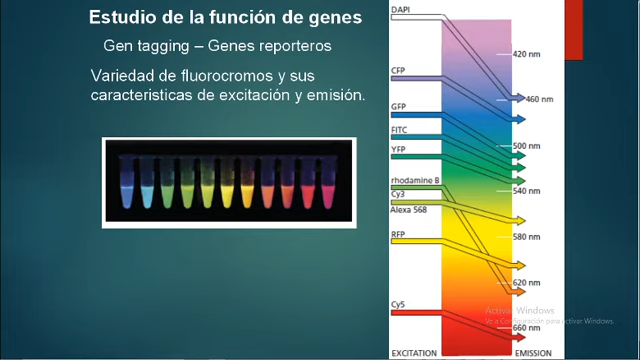 Estudio de la función de genes
Gen tagging – Genes reporteros
Variedad de fluorocromos y sus
caracteristicas de excitación y emisión.
DAPI
420 nm
CFP
460 nm
GFP
500 nm
FITC
YFP
rhodamine B
540 nm
Cy3
Alexa 568
RFP
580 nm
620 nm
Cy5
Activar Windows
Ve a Configuración para activar Windows.
660 nm
EXCITATION
EMISSION